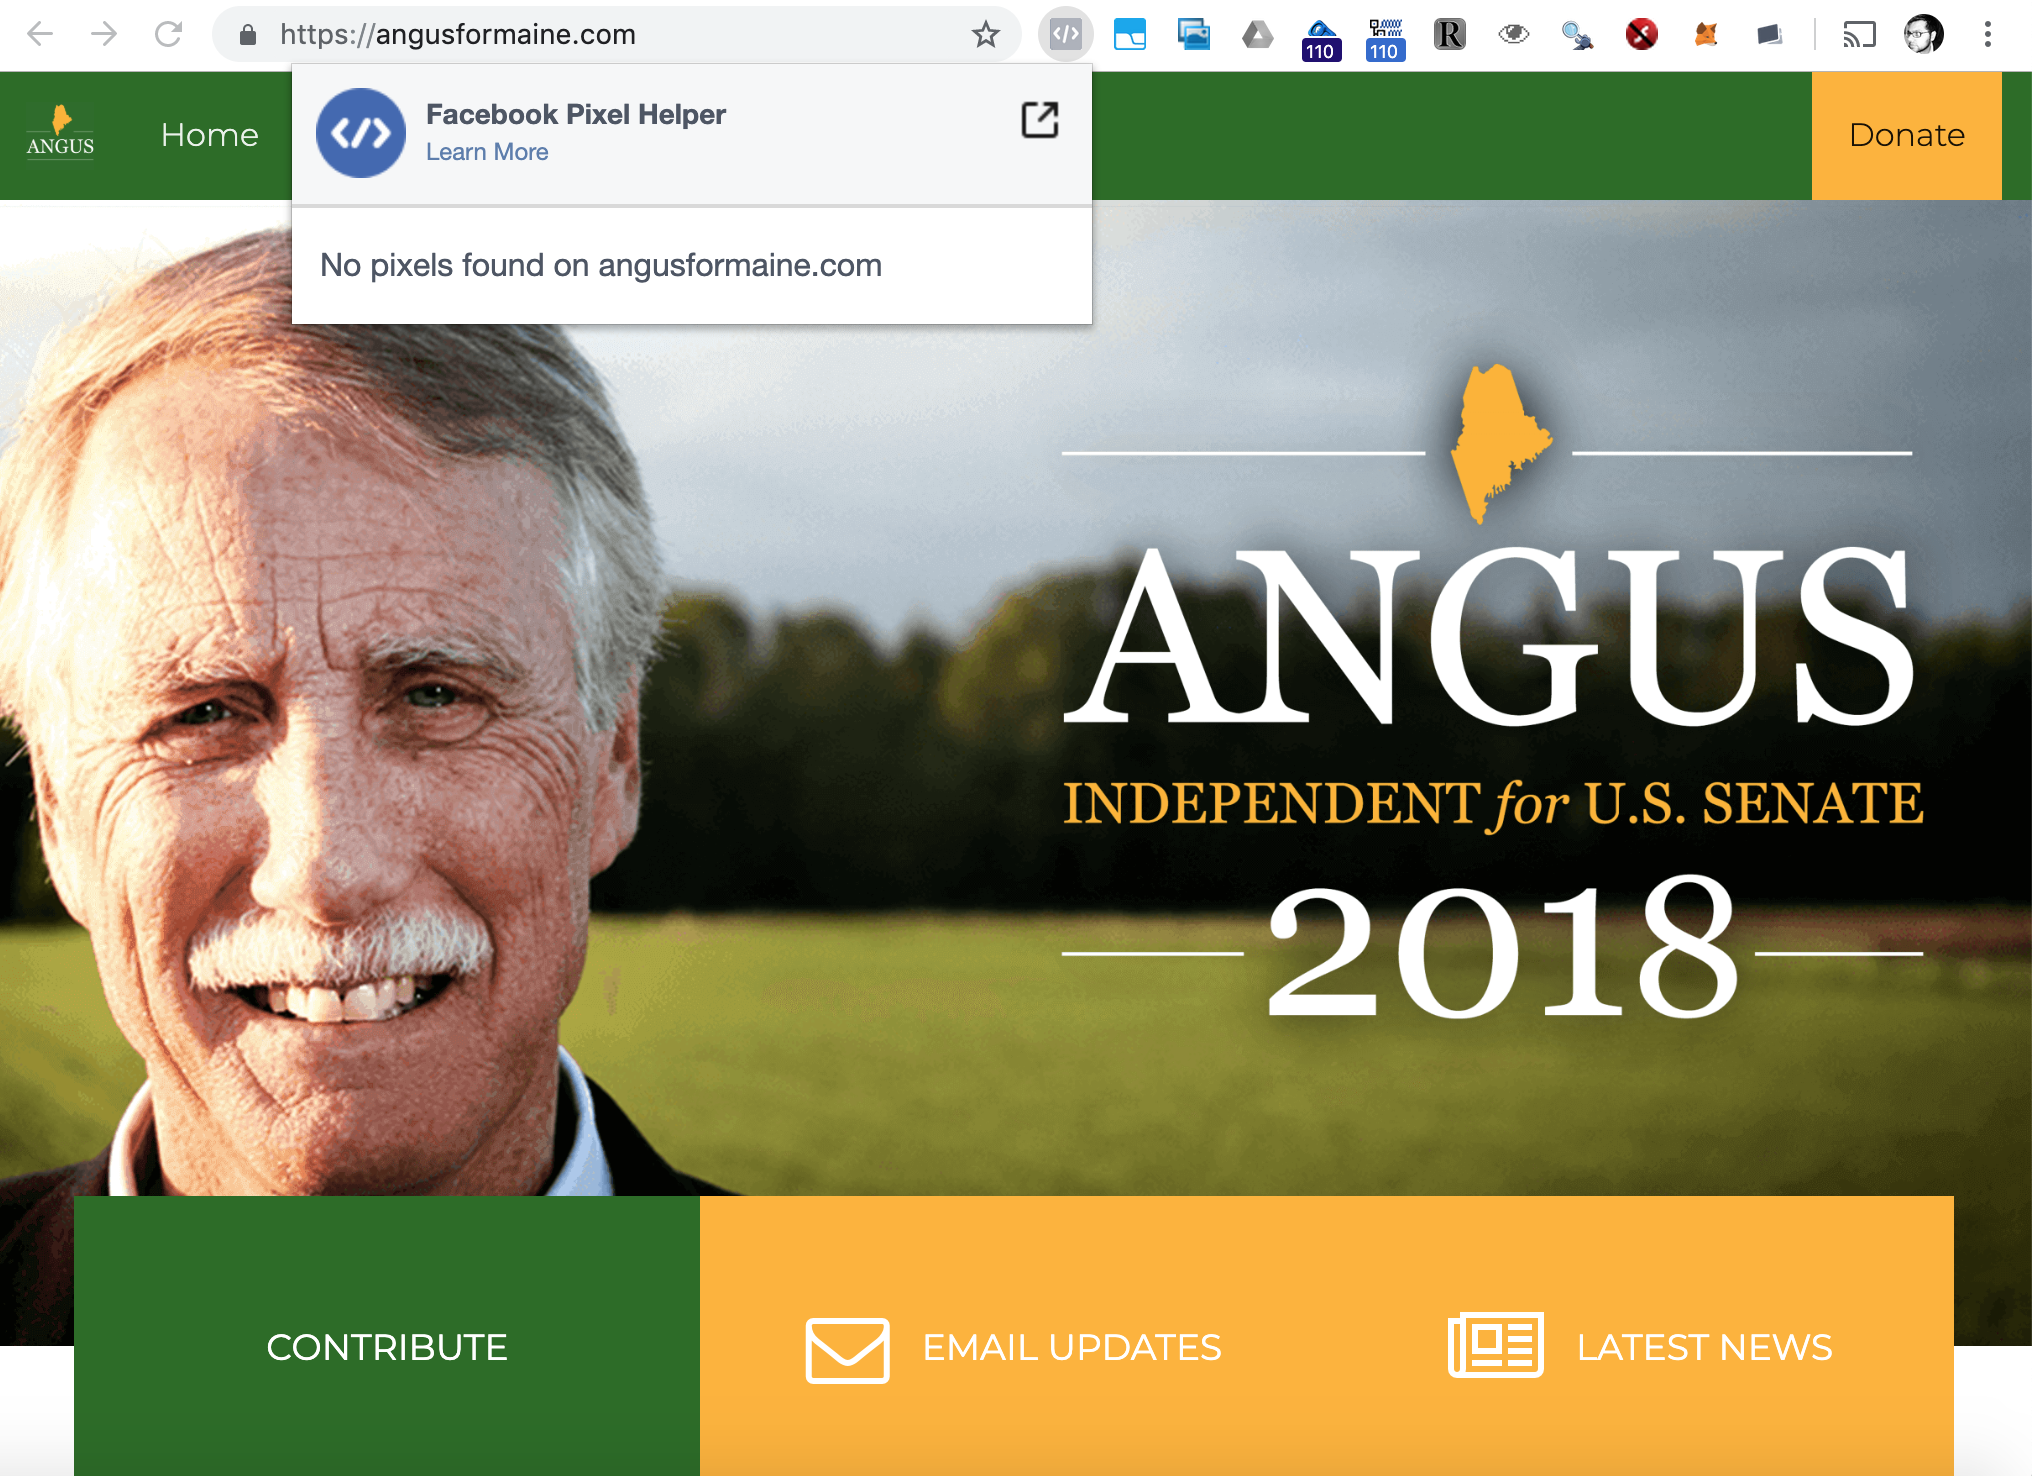 https://angusformaine.com
110
110
R
ANGUS
Home
Facebook Pixel Helper
Learn More
Donate
No pixels found on angusformaine.com
ANGUS
INDEPENDENT for U.S. SENATE
2018
CONTRIBUTE
EMAIL UPDATES
LATEST NEWS